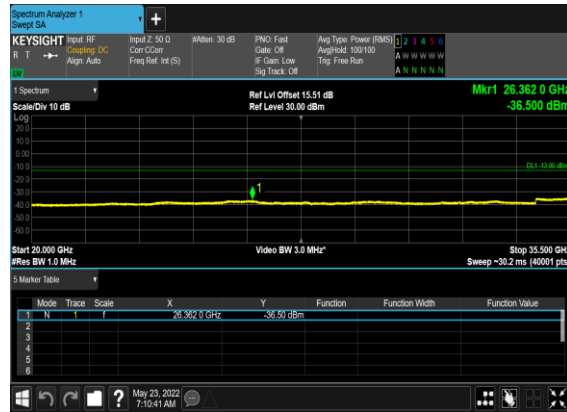 Spectrum Analyzer 1
Swept SA
+
KEYSIGHT Input: RF Input Z: 50 Ω #Atten: 30 dB PNO: Fast Avg Type: Power (RMS) 1 2 3 4 5 6
R T Coupling: DC Corr CCorr Gate: Off Avg|Hold: 100/100 A W W W W W
Align: Auto Freq Ref: Int (S) IF Gain: Low Trig: Free Run
LXI Sig Track: Off A N N N N N
1 Spectrum Ref Lvl Offset 15.51 dB Mkr1 26.362 0 GHz
Scale/Div 10 dB Ref Level 30.00 dBm -36.500 dBm
Log
20.0
10.0
0.00
-10.0 DL1 -13.00 dBm
-20.0
-30.0 1
-40.0
-50.0
-60.0
Start 20.000 GHz Video BW 3.0 MHz* Stop 35.500 GHz
#Res BW 1.0 MHz Sweep ~30.2 ms (40001 pts)
5 Marker Table
Mode Trace Scale X Y Function Function Width Function Value
1 N 1 f 26.362 0 GHz -36.50 dBm
2
3
4
5
6
? May 23, 2022
7:10:41 AM